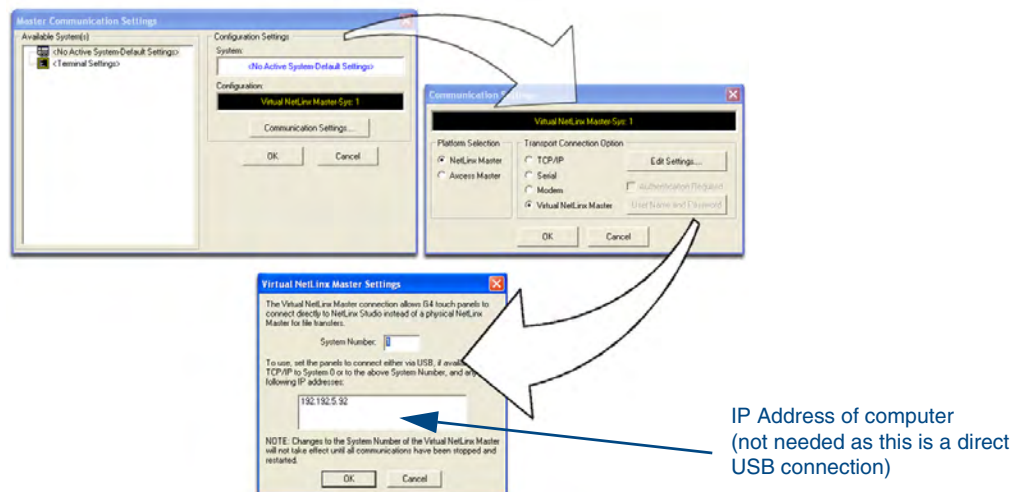 Master Communication Settings
Available System(s)
<No Active System-Default Settings>
<Terminal Settings>
Configuration Settings
System:
<No Active System-Default Settings>
Configuration:
Virtual NetLinx Master-Sys: 1
Communication Settings...
OK Cancel
Communication
Virtual NetLinx Master-Sys: 1
Platform Selection
NetLinx Master
Axcess Master
Transport Connection Option
TCP/IP
Serial
Modem
Virtual NetLinx Master
Edit Settings...
Authentication Required
User Name and Password
OK Cancel
Virtual NetLinx Master Settings
The Virtual NetLinx Master connection allows G4 touch panels to
connect directly to NetLinx Studio instead of a physical NetLinx
Master for file transfers.
System Number: 1
To use, set the panels to connect either via USB, if
TCP/IP to System 0 or to the above System Number, and
following IP addresses:
192.192.5.92
NOTE: Changes to the System Number of the Virtual NetLinx Master
will not take effect until all communications have been stopped and
restarted.
OK Cancel
IP Address of computer
(not needed as this is a direct
USB connection)